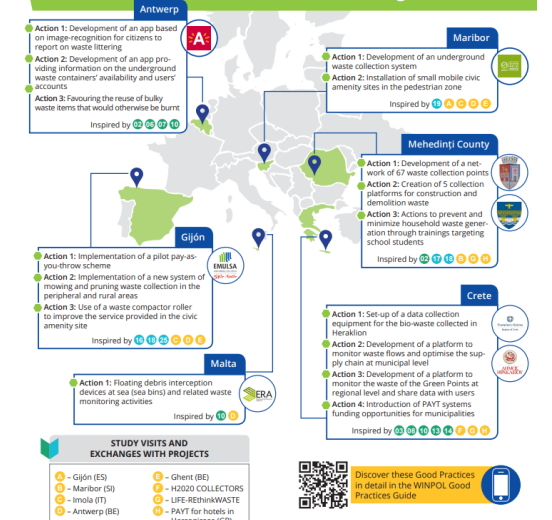 Antwerp
Action 1: Development of an app based
on image-recognition for citizens to
report on waste littering
Action 2: Development of an app pro-
viding information on the underground
waste containers' availability and users'
accounts
Action 3: Favouring the reuse of bulky
waste items that would otherwise be burnt
Inspired by 02 06 07 10
A
Maribor
Action 1: Development of an underground
waste collection system
Action 2: Installation of small mobile civic
amenity sites in the pedestrian zone
Inspired by 19 A C D E
Mehedinți County
Action 1: Development of a net-
work of 67 waste collection points
Action 2: Creation of 5 collection
platforms for construction and
demolition waste
Action 3: Actions to prevent and
minimize household waste gener-
ation through trainings targeting
school students
Inspired by 02 17 18 B G H
Gijón
Action 1: Implementation of a pilot pay-as-
you-throw scheme
Action 2: Implementation of a new system of
mowing and pruning waste collection in the
peripheral and rural areas
Action 3: Use of a waste compactor roller
to improve the service provided in the civic
amenity site
Inspired by 16 18 25 C D E
EMULSA
Crete
Action 1: Set-up of a data collection
equipment for the bio-waste collected in
Heraklion
Action 2: Development of a platform to
monitor waste flows and optimise the sup-
ply chain at municipal level
Action 3: Development of a platform to
monitor the waste of the Green Points at
regional level and share data with users
Action 4: Introduction of PAYT systems
funding opportunities for municipalities
Inspired by 03 08 10 13 14 F G H
Malta
Action 1: Floating debris interception
devices at sea (sea bins) and related waste
monitoring activities
Inspired by 10 D
ERA
STUDY VISITS AND
EXCHANGES WITH PROJECTS
A – Gijón (ES)
B – Maribor (SI)
C – Imola (IT)
D – Antwerp (BE)
E – Ghent (BE)
F – H2020 COLLECTORS
G – LIFE-REthinkWASTE
H – PAYT for hotels in
Discover these Good Practices
in detail in the WINPOL Good
Practices Guide